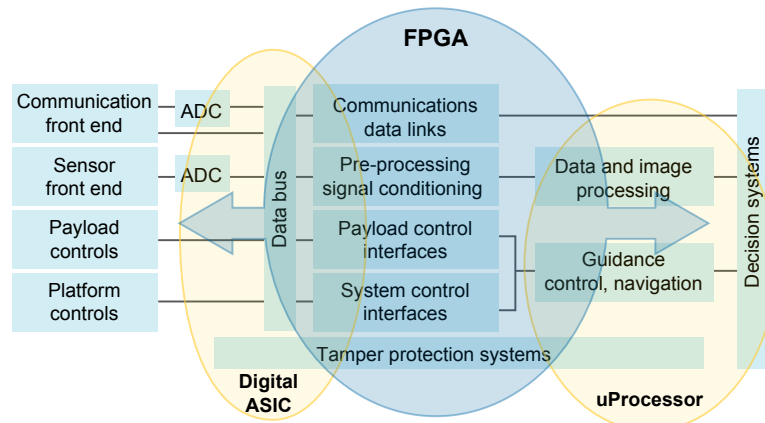 FPGA
Communication
front end
ADC
Communications
data links
Sensor
front end
ADC
Data bus
Pre-processing
signal conditioning
Data and image
processing
Decision systems
Payload
controls
Payload control
interfaces
Platform
controls
System control
interfaces
Guidance
control, navigation
Tamper protection systems
Digital
ASIC
uProcessor